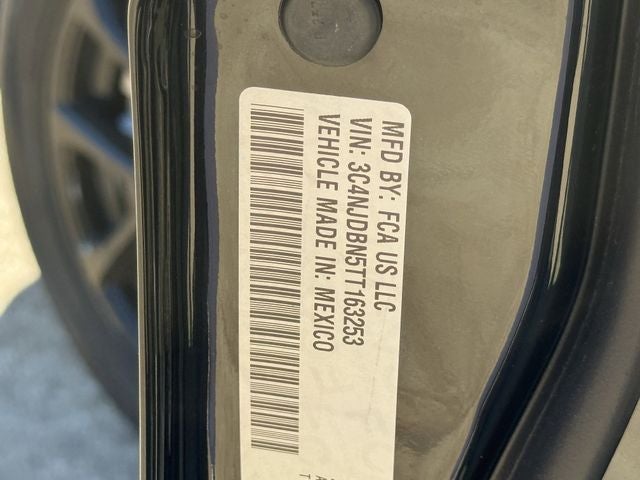 MFD BY: FCA US LLC
VIN: 3C4NJDBN5TT163253
VEHICLE MADE IN: MEXICO